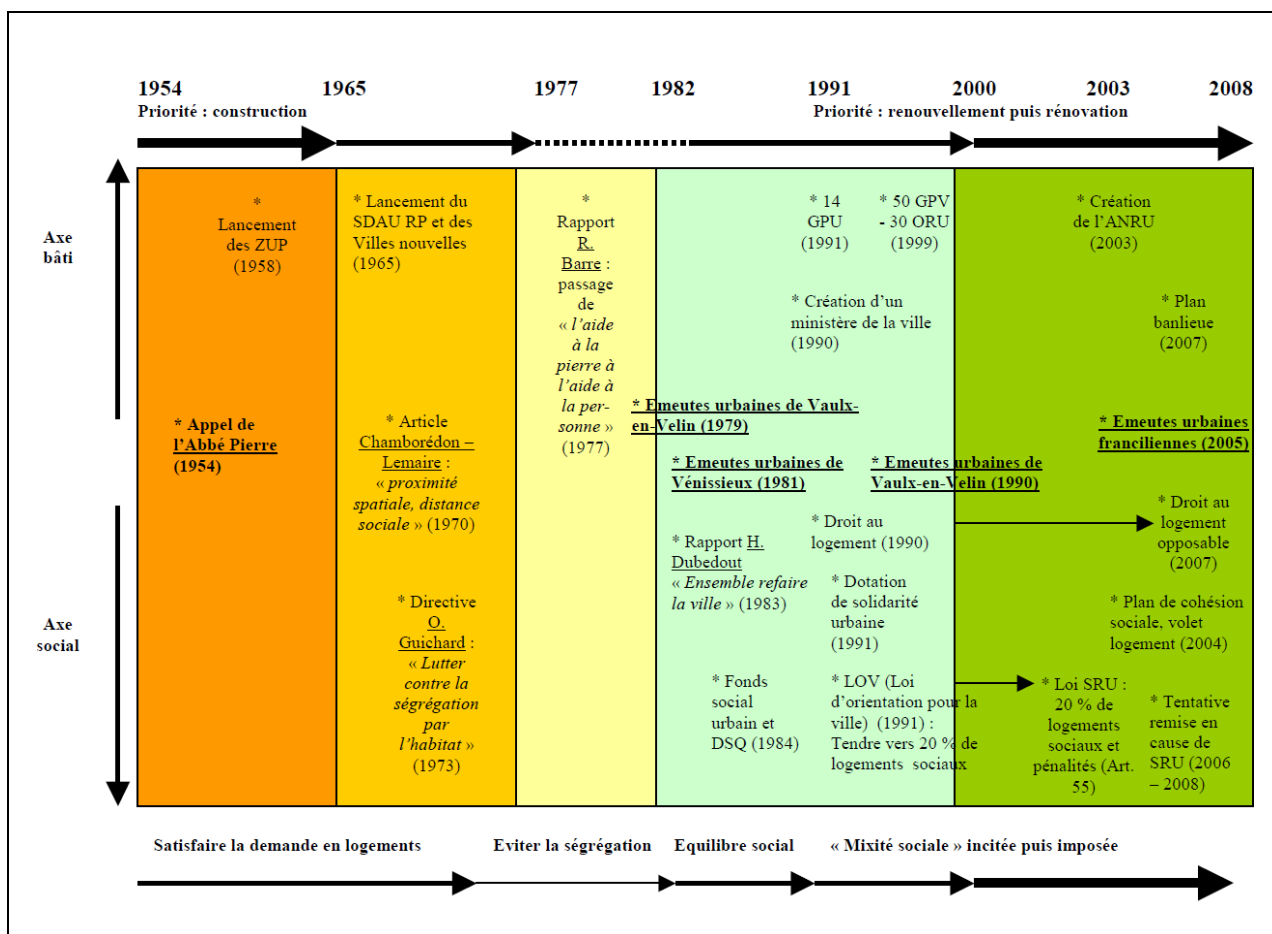 1954 1965 1977 1982 1991 2000 2003 2008
Priorité : construction
Priorité : renouvellement puis rénovation
Axe
bâti
Axe
social
*
Lancement
des ZUP
(1958)
* Appel de
l'Abbé Pierre
(1954)
* Lancement du
SDAU RP et des
Villes nouvelles
(1965)
* Article
Chamborédon –
Lemaire :
« proximité
spatiale, distance
sociale » (1970)
* Directive
O.
Guichard :
« Lutter
contre la
ségrégation
par
l'habitat »
(1973)
*
Rapport
R.
Barre :
passage
de
« l'aide
à la
pierre à
l'aide à
la per-
sonne »
(1977)
* Emeutes urbaines de Vaulx-
en-Velin (1979)
* Emeutes urbaines de
Vénissieux (1981)
* Rapport H.
Dubedout
« Ensemble refaire
la ville » (1983)
* Fonds
social
urbain et
DSQ (1984)
* 14
GPU
(1991)
* 50 GPV
- 30 ORU
(1999)
* Création d'un
ministère de la ville
(1990)
* Emeutes urbaines de
Vaulx-en-Velin (1990)
* Droit au
logement (1990)
* Dotation
de solidarité
urbaine
(1991)
* LOV (Loi
d'orientation pour la
ville) (1991) :
Tendre vers 20 % de
logements sociaux
* Création
de l'ANRU
(2003)
* Plan
banlieue
(2007)
* Emeutes urbaines
franciliennes (2005)
* Droit au
logement
opposable
(2007)
* Plan de cohésion
sociale, volet
logement (2004)
* Loi SRU :
20 % de
logements
sociaux et
pénalités (Art.
55)
* Tentative
remise en
cause de
SRU (2006
– 2008)
Satisfaire la demande en logements
Eviter la ségrégation
Equilibre social
« Mixité sociale » incitée puis imposée